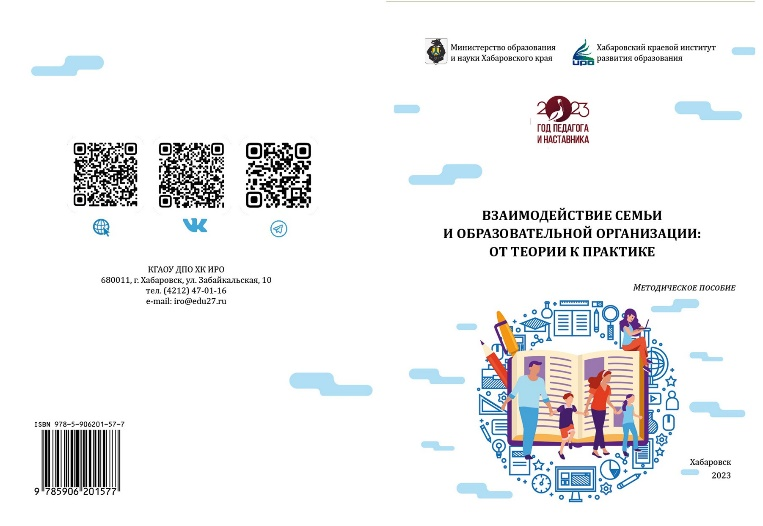 Министерство образования
и науки Хабаровского края
Хабаровский краевой институт
развития образования
ИРО
2023
ГОД ПЕДАГОГА
И НАСТАВНИКА
ВЗАИМОДЕЙСТВИЕ СЕМЬИ
И ОБРАЗОВАТЕЛЬНОЙ ОРГАНИЗАЦИИ:
ОТ ТЕОРИИ К ПРАКТИКЕ
Методическое пособие
Хабаровск
2023
КГАОУ ДПО ХК ИРО
680011, г. Хабаровск, ул. Забайкальская, 10
тел. (4212) 47-01-16
e-mail: iro@edu27.ru
ISBN 978-5-906201-57-7
9 785906 201577